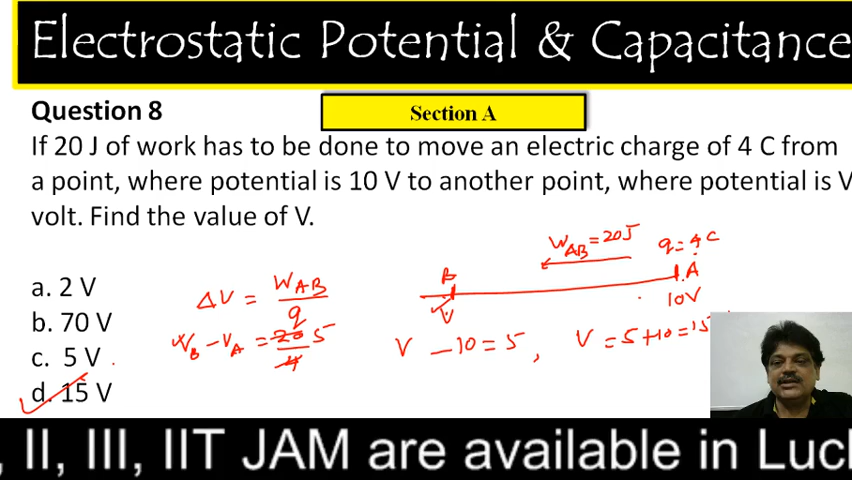 Electrostatic Potential & Capacitance
Question 8
Section A
If 20 J of work has to be done to move an electric charge of 4 C from
a point, where potential is 10 V to another point, where potential is V
volt. Find the value of V.
W_AB = 20J
q = 4C
B
A
V
10V
a. 2 V
b. 70 V
c. 5 V
d. 15 V
ΔV = W_AB / q
V_B - V_A = 20/4 5
V - 10 = 5, V = 5 + 10 = 15
, II, III, IIT JAM are available in Luc